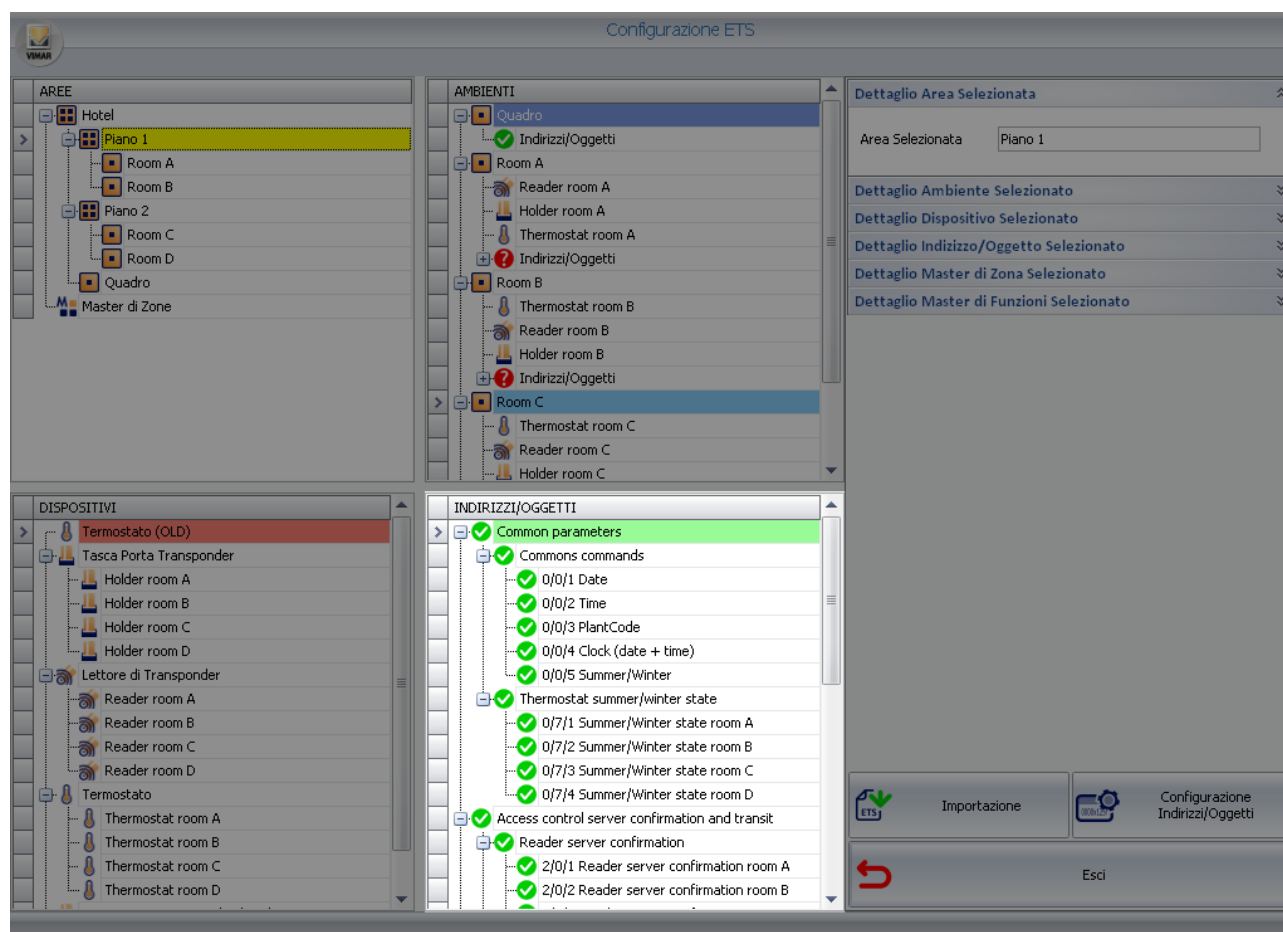 Configurazione ETS
VIMAR
AREE
Hotel
Piano 1
Room A
Room B
Piano 2
Room C
Room D
Quadro
Master di Zone
AMBIENTI
Quadro
Indirizzi/Oggetti
Room A
Reader room A
Holder room A
Thermostat room A
Indirizzi/Oggetti
Room B
Thermostat room B
Reader room B
Holder room B
Indirizzi/Oggetti
Room C
Thermostat room C
Reader room C
Holder room C
Dettaglio Area Selezionata
Area Selezionata Piano 1
Dettaglio Ambiente Selezionato
Dettaglio Dispositivo Selezionato
Dettaglio Indizizzo/Oggetto Selezionato
Dettaglio Master di Zona Selezionato
Dettaglio Master di Funzioni Selezionato
DISPOSITIVI
Termostato (OLD)
Tasca Porta Transponder
Holder room A
Holder room B
Holder room C
Holder room D
Lettore di Transponder
Reader room A
Reader room B
Reader room C
Reader room D
Termostato
Thermostat room A
Thermostat room B
Thermostat room C
Thermostat room D
INDIRIZZI/OGGETTI
Common parameters
Commons commands
0/0/1 Date
0/0/2 Time
0/0/3 PlantCode
0/0/4 Clock (date + time)
0/0/5 Summer/Winter
Thermostat summer/winter state
0/7/1 Summer/Winter state room A
0/7/2 Summer/Winter state room B
0/7/3 Summer/Winter state room C
0/7/4 Summer/Winter state room D
Access control server confirmation and transit
Reader server confirmation
2/0/1 Reader server confirmation room A
2/0/2 Reader server confirmation room B
ETS
Importazione
Configurazione
Indirizzi/Oggetti
Esci